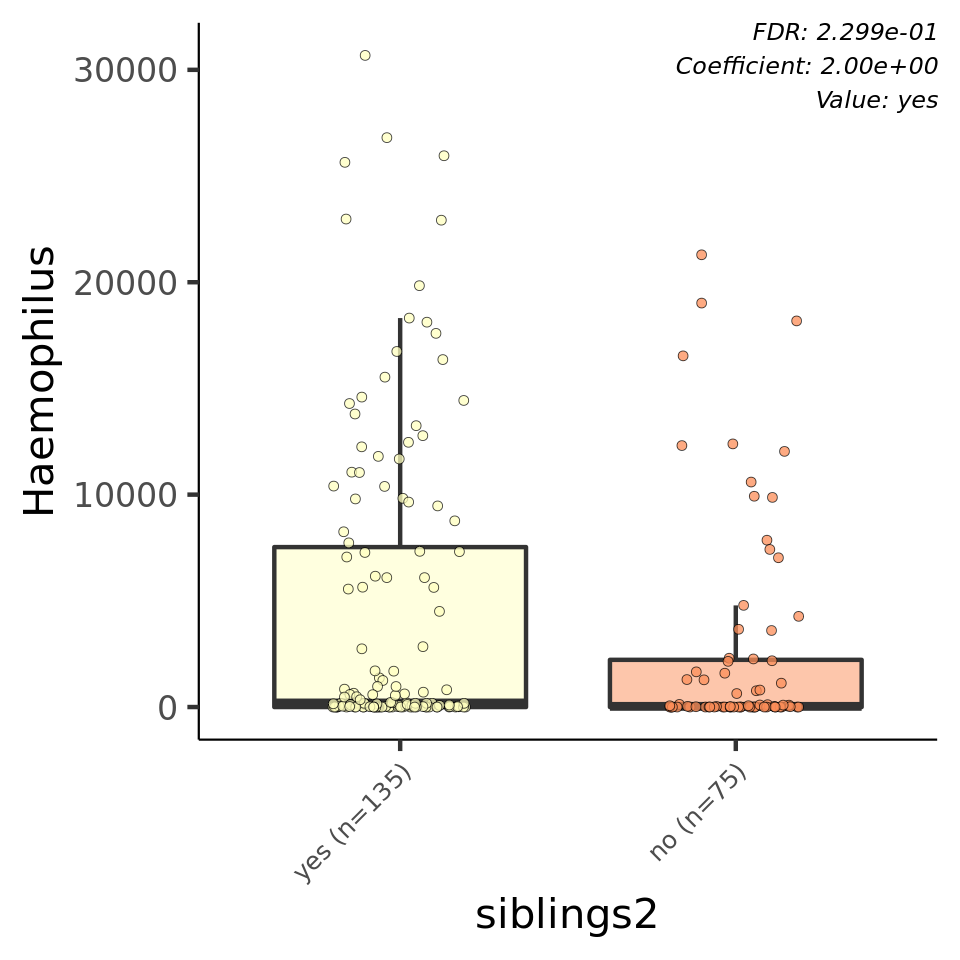 FDR: 2.299e-01
Coefficient: 2.00e+00
Value: yes
30000
20000
10000
0
Haemophilus
yes (n=135)
no (n=75)
siblings2